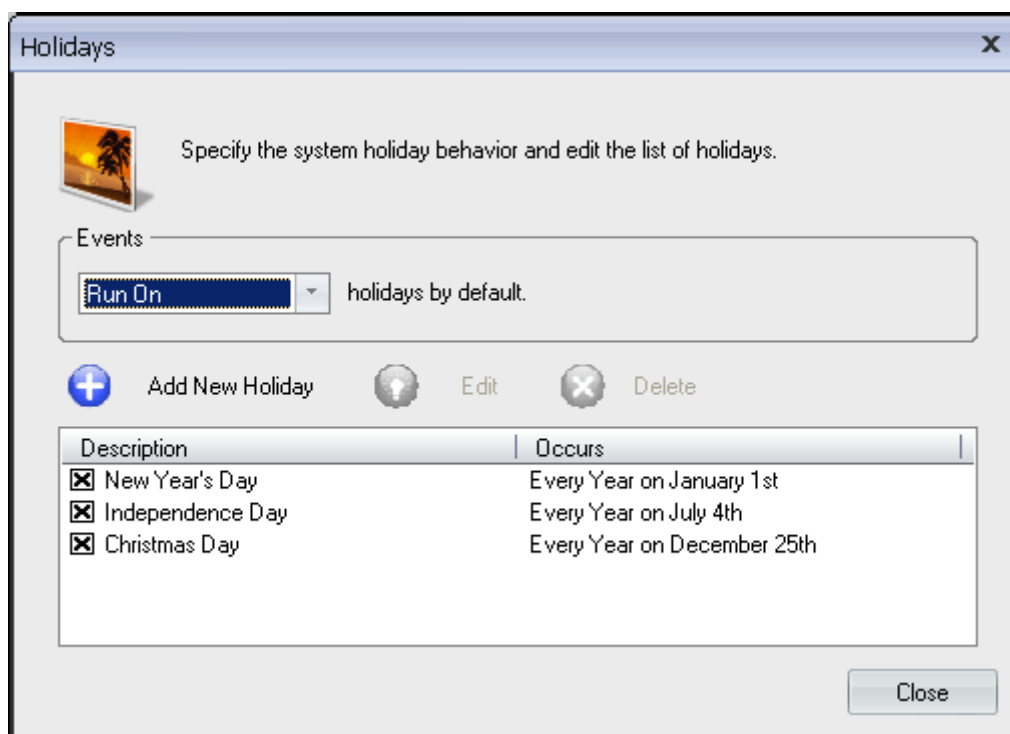 Holidays
Specify the system holiday behavior and edit the list of holidays.
Events
Run On holidays by default.
Add New Holiday Edit Delete
Description Occurs
New Year's Day Every Year on January 1st
Independence Day Every Year on July 4th
Christmas Day Every Year on December 25th
Close